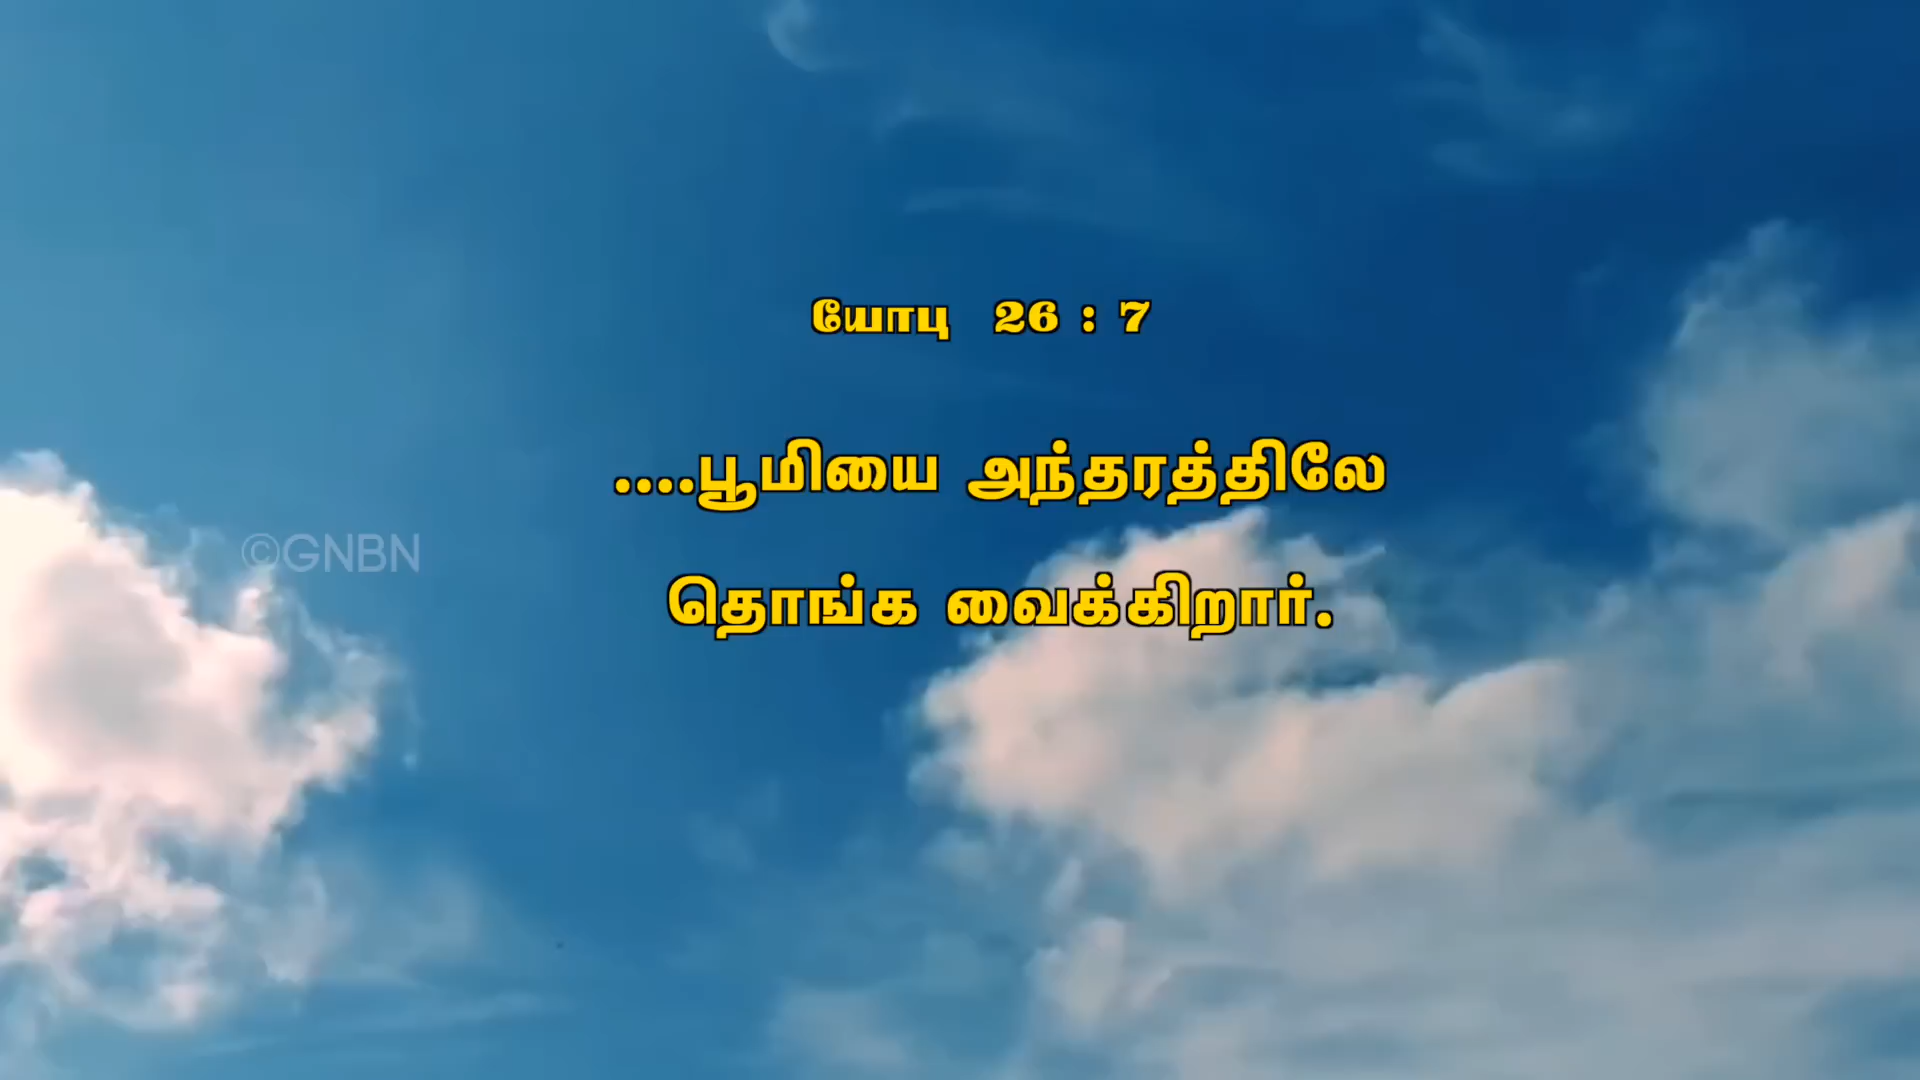 யோபு 26 : 7
....பூமியை அந்தரத்திலே
©GNBN
தொங்க வைக்கிறார்.